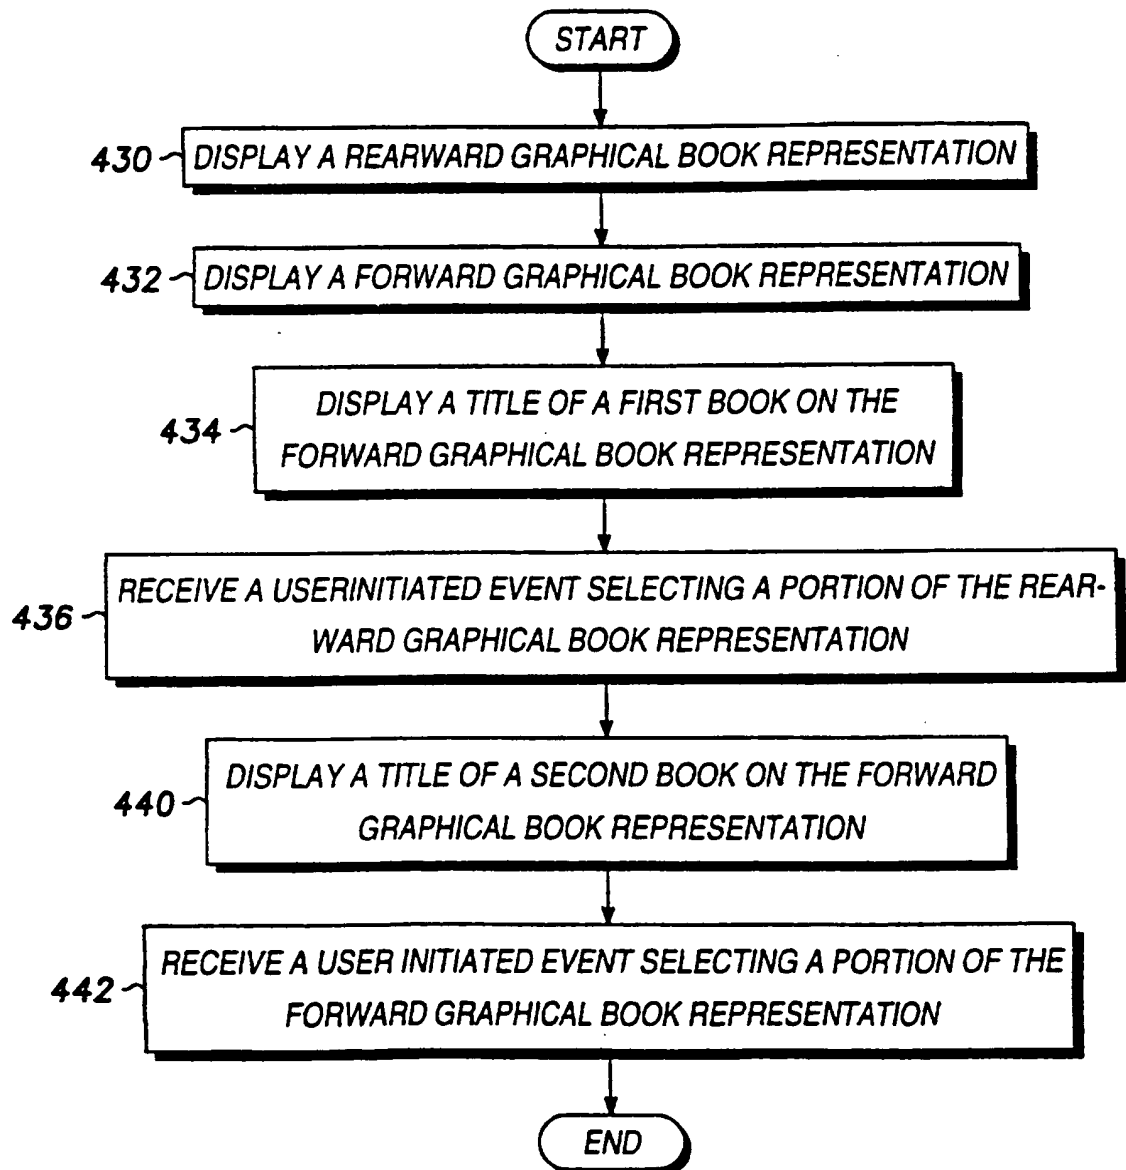 START
430 DISPLAY A REARWARD GRAPHICAL BOOK REPRESENTATION
432 DISPLAY A FORWARD GRAPHICAL BOOK REPRESENTATION
434 DISPLAY A TITLE OF A FIRST BOOK ON THE
FORWARD GRAPHICAL BOOK REPRESENTATION
436 RECEIVE A USERINITIATED EVENT SELECTING A PORTION OF THE REAR-
WARD GRAPHICAL BOOK REPRESENTATION
440 DISPLAY A TITLE OF A SECOND BOOK ON THE FORWARD
GRAPHICAL BOOK REPRESENTATION
442 RECEIVE A USER INITIATED EVENT SELECTING A PORTION OF THE
FORWARD GRAPHICAL BOOK REPRESENTATION
END